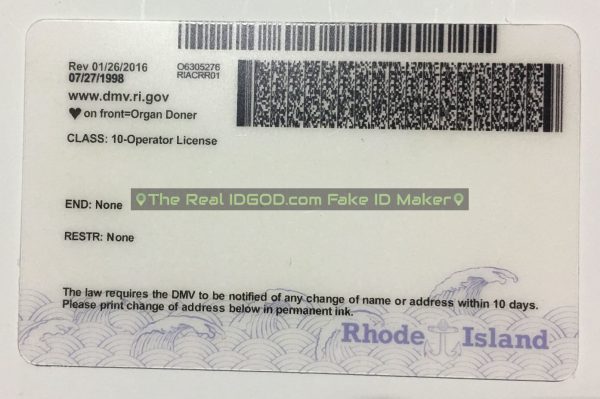 Rev 01/26/2016
07/27/1998
O6305276
RIACRR01
www.dmv.ri.gov
♥ on front=Organ Doner
CLASS: 10-Operator License
END: None
The Real IDGOD.com Fake ID Maker
RESTR: None
The law requires the DMV to be notified of any change of name or address within 10 days.
Please print change of address below in permanent ink.
Rhode Island